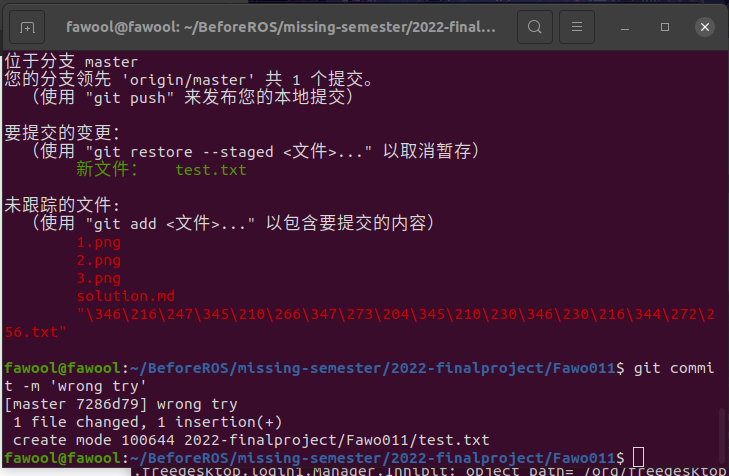 fawool@fawool: ~/BeforeROS/missing-semester/2022-final...
位于分支 master
您的分支领先 'origin/master' 共 1 个提交。
（使用 "git push" 来发布您的本地提交）
要提交的变更：
（使用 "git restore --staged <文件>..." 以取消暂存）
新文件： test.txt
未跟踪的文件:
（使用 "git add <文件>..." 以包含要提交的内容）
1.png
2.png
3.png
solution.md
"\346\216\247\345\210\266\347\273\204\345\210\230\346\230\216\344\272\2
56.txt"
fawool@fawool:~/BeforeROS/missing-semester/2022-finalproject/Fawo011$ git commi
t -m 'wrong try'
[master 7286d79] wrong try
1 file changed, 1 insertion(+)
create mode 100644 2022-finalproject/Fawo011/test.txt
fawool@fawool:~/BeforeROS/missing-semester/2022-finalproject/Fawo011$
.freedesktop.login1.Manager.Inhibit: object path= /org/freedesktop